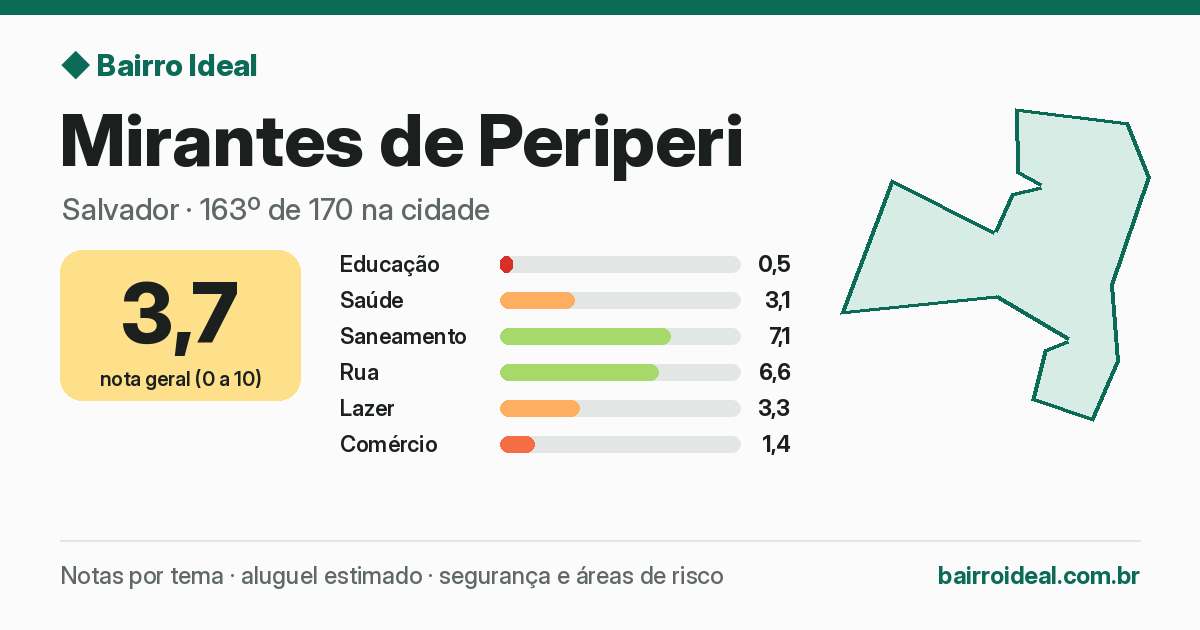 Bairro Ideal
Mirantes de Periperi
Salvador · 163º de 170 na cidade
3,7
nota geral (0 a 10)
Educação 0,5
Saúde 3,1
Saneamento 7,1
Rua 6,6
Lazer 3,3
Comércio 1,4
Notas por tema · aluguel estimado · segurança e áreas de risco
bairroideal.com.br